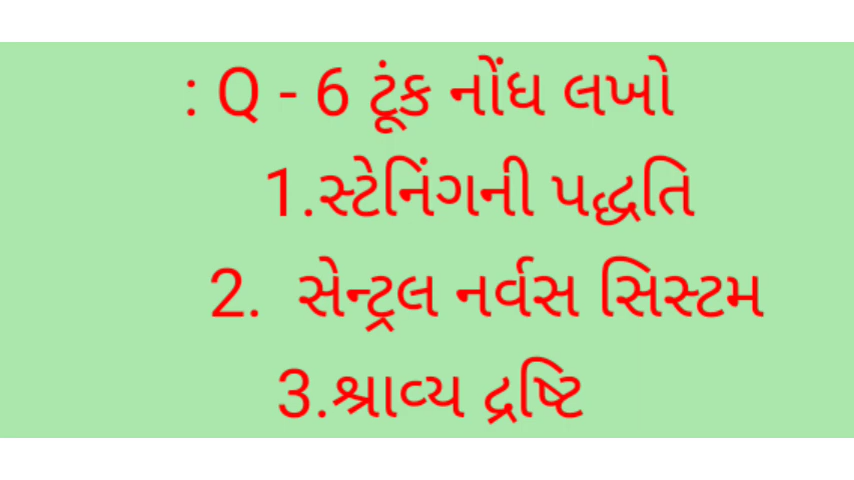 : Q - 6 ટૂંક નોંધ લખો
1.સ્ટેનિંગની પદ્ધતિ
2. સેન્ટ્રલ નર્વસ સિસ્ટમ
3.શ્રાવ્ય દ્રષ્ટિ